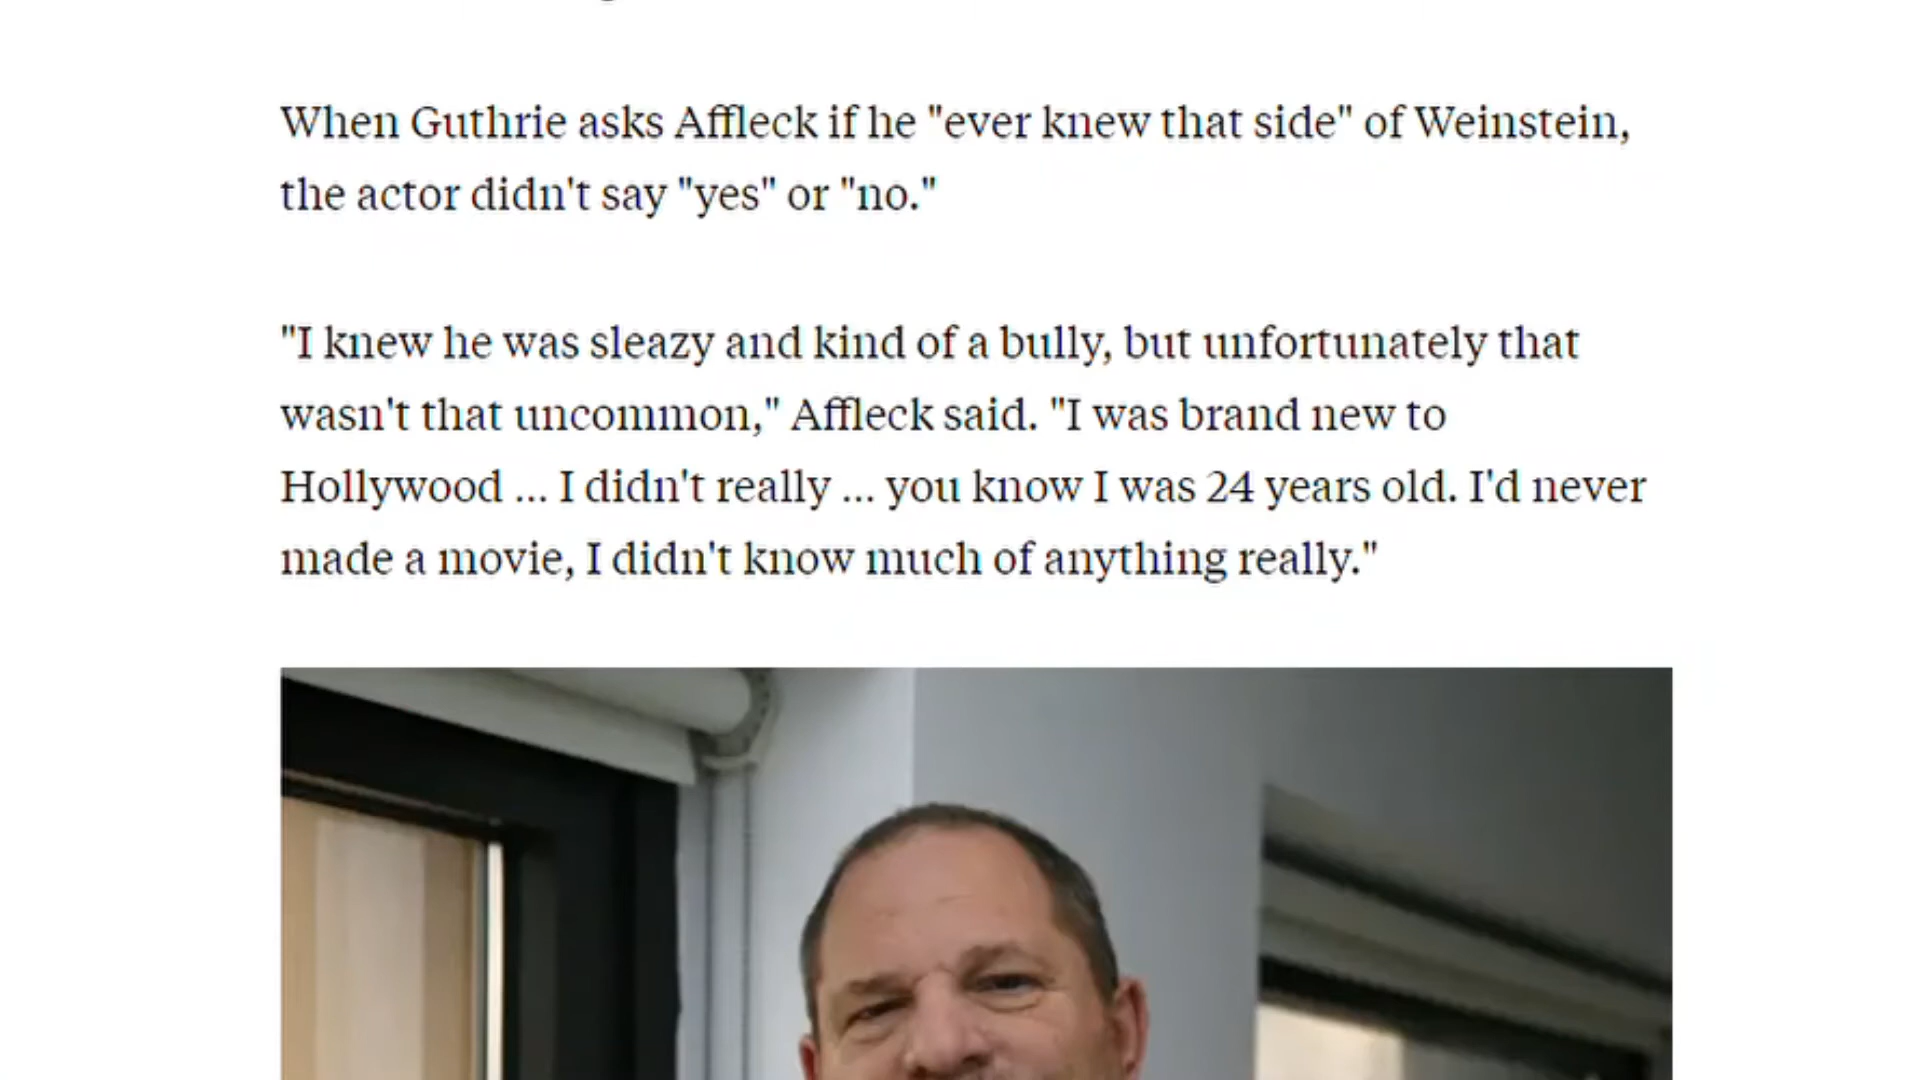 When Guthrie asks Affleck if he "ever knew that side" of Weinstein,
the actor didn't say "yes" or "no."
"I knew he was sleazy and kind of a bully, but unfortunately that
wasn't that uncommon," Affleck said. "I was brand new to
Hollywood ... I didn't really ... you know I was 24 years old. I'd never
made a movie, I didn't know much of anything really."